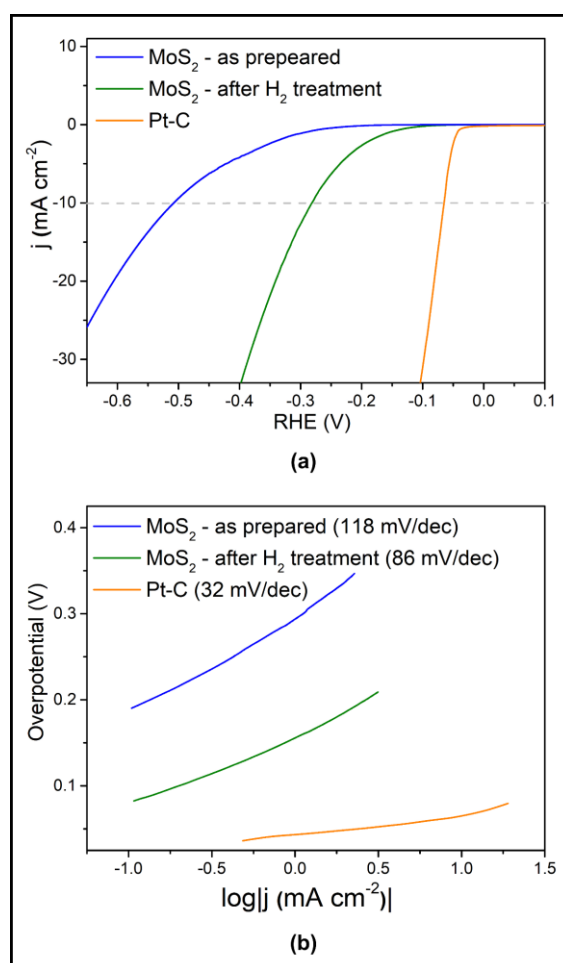 10
0
-10
-20
-30
j (mA cm⁻²)
MoS₂ - as prepeared
MoS₂ - after H₂ treatment
Pt-C
-0.6 -0.5 -0.4 -0.3 -0.2 -0.1 0.0 0.1
RHE (V)
(a)
0.4
0.3
0.2
0.1
Overpotential (V)
MoS₂ - as prepared (118 mV/dec)
MoS₂ - after H₂ treatment (86 mV/dec)
Pt-C (32 mV/dec)
-1.0 -0.5 0.0 0.5 1.0 1.5
log|j (mA cm⁻²)|
(b)